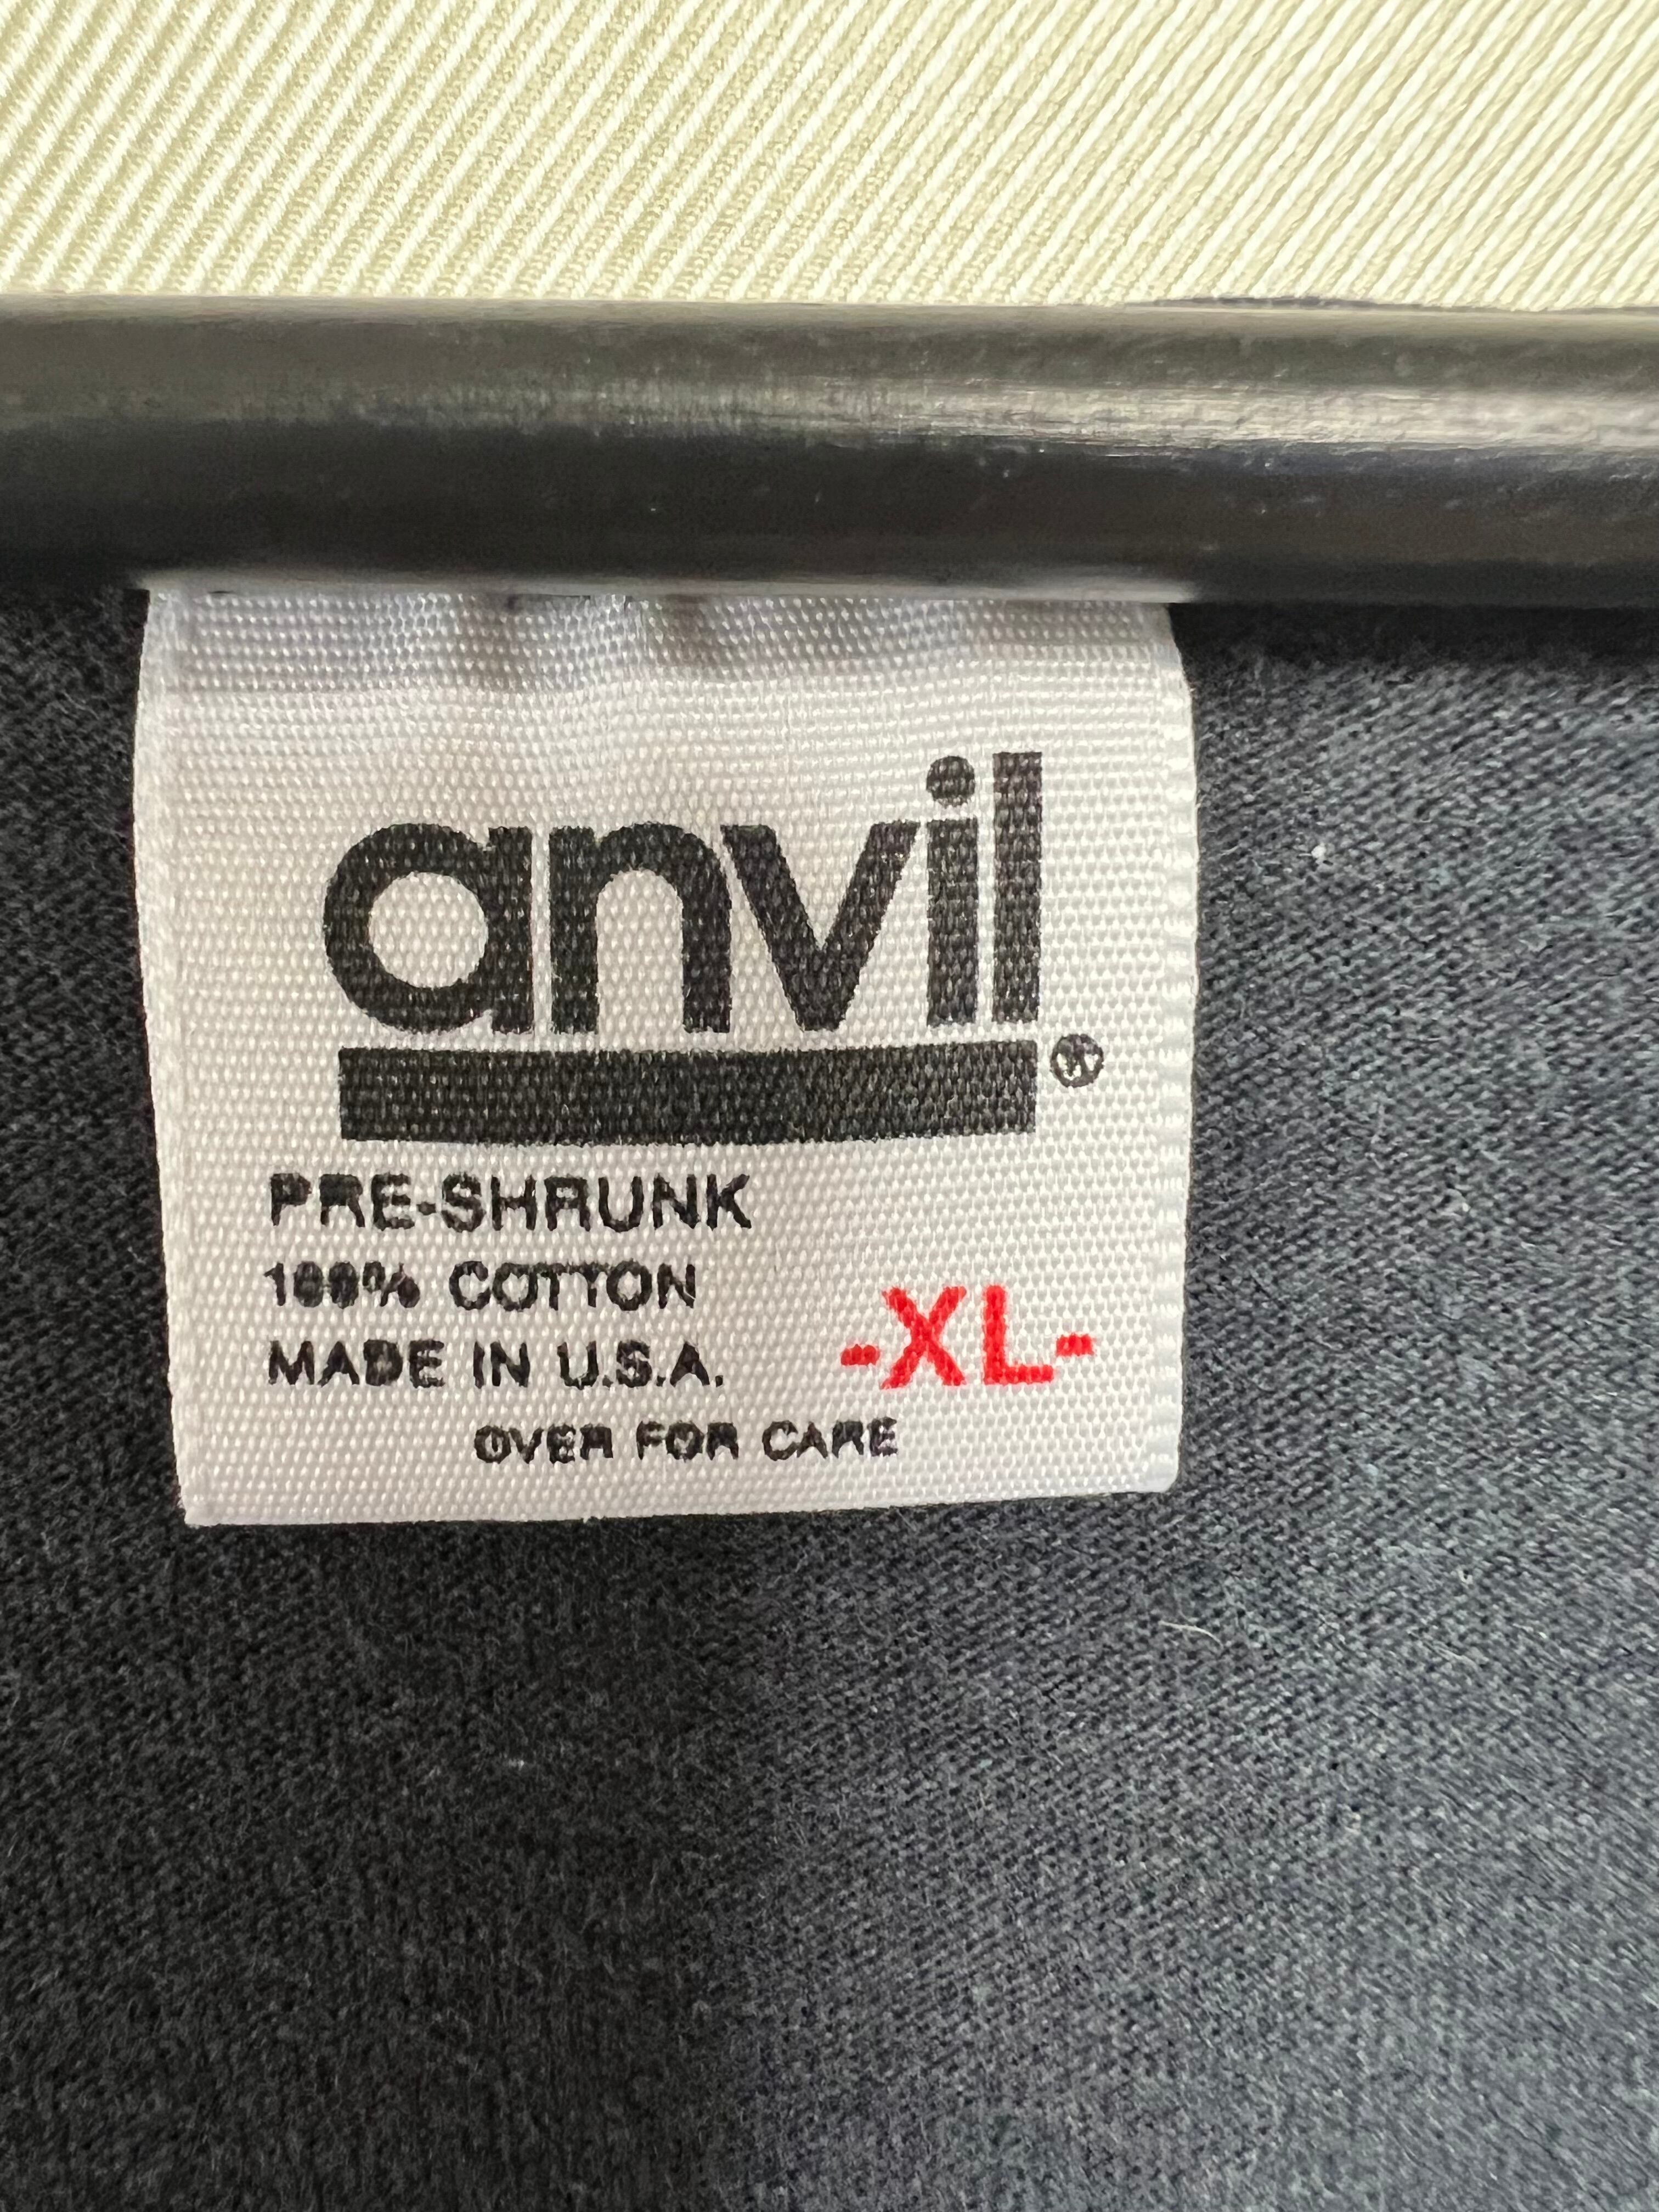 anvil®
PRE-SHRUNK
100% COTTON
MADE IN U.S.A. -XL-
OVER FOR CARE